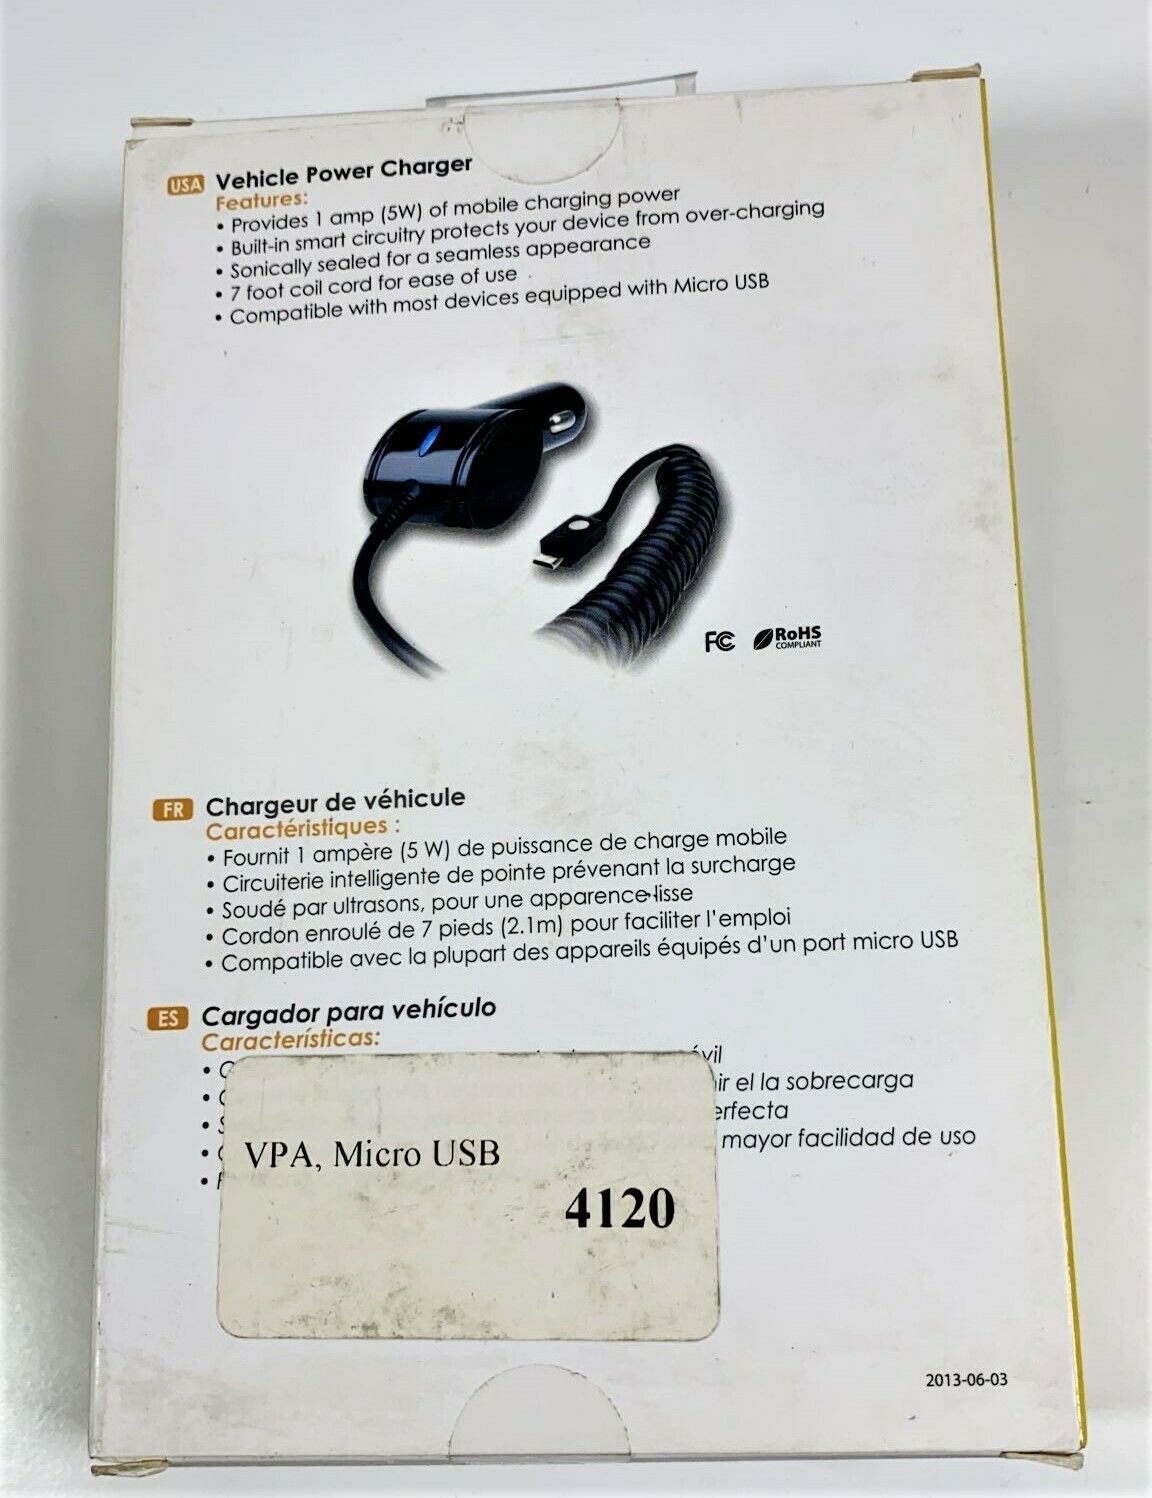 USA Vehicle Power Charger
Features:
• Provides 1 amp (5W) of mobile charging power
• Built-in smart circuitry protects your device from over-charging
• Sonically sealed for a seamless appearance
• 7 foot coil cord for ease of use
• Compatible with most devices equipped with Micro USB
FC RoHS
COMPLIANT
FR Chargeur de véhicule
Caractéristiques :
• Fournit 1 ampère (5 W) de puissance de charge mobile
• Circuiterie intelligente de pointe prévenant la surcharge
• Soudé par ultrasons, pour une apparence lisse
• Cordon enroulé de 7 pieds (2.1m) pour faciliter l'emploi
• Compatible avec la plupart des appareils équipés d'un port micro USB
ES Cargador para vehículo
Características:
el la sobrecarga
mayor facilidad de uso
VPA, Micro USB
4120
2013-06-03